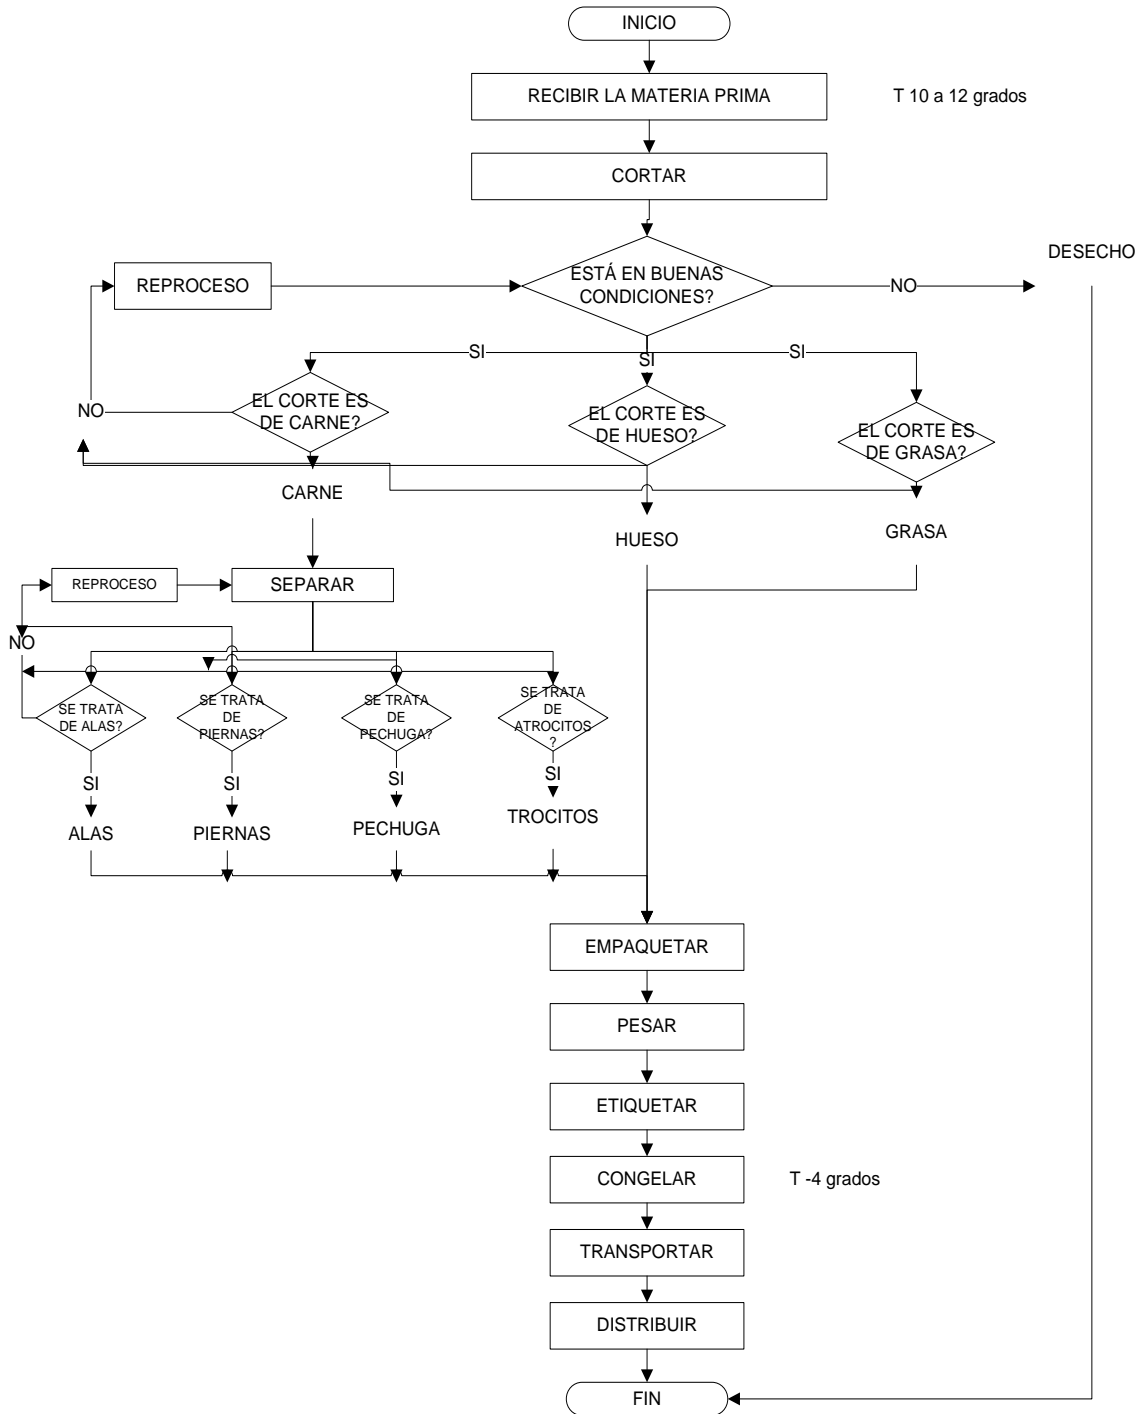 INICIO
RECIBIR LA MATERIA PRIMA
T 10 a 12 grados
CORTAR
DESECHO
REPROCESO
ESTÁ EN BUENAS
CONDICIONES?
NO
SI
SI
SI
NO
EL CORTE ES
DE CARNE?
EL CORTE ES
DE HUESO?
EL CORTE ES
DE GRASA?
CARNE
HUESO
GRASA
REPROCESO
SEPARAR
NO
SE TRATA
DE ALAS?
SE TRATA
DE
PIERNAS?
SE TRATA
DE
PECHUGA?
SE TRATA
DE
ATROCITOS
?
SI
SI
SI
SI
ALAS
PIERNAS
PECHUGA
TROCITOS
EMPAQUETAR
PESAR
ETIQUETAR
CONGELAR
T -4 grados
TRANSPORTAR
DISTRIBUIR
FIN